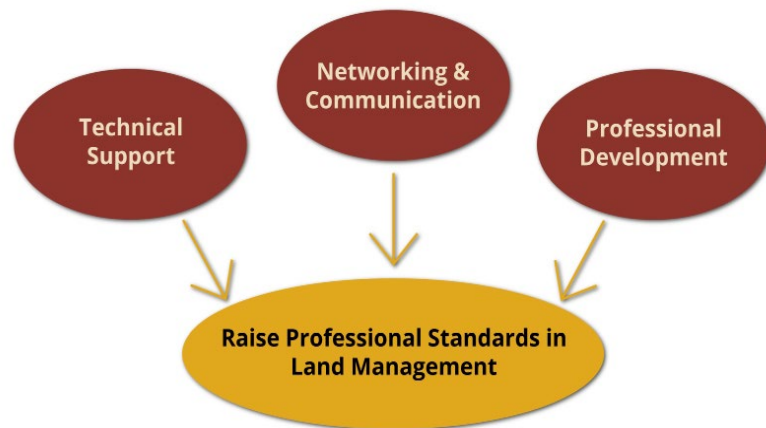 Technical
Support
Networking &
Communication
Professional
Development
Raise Professional Standards in
Land Management